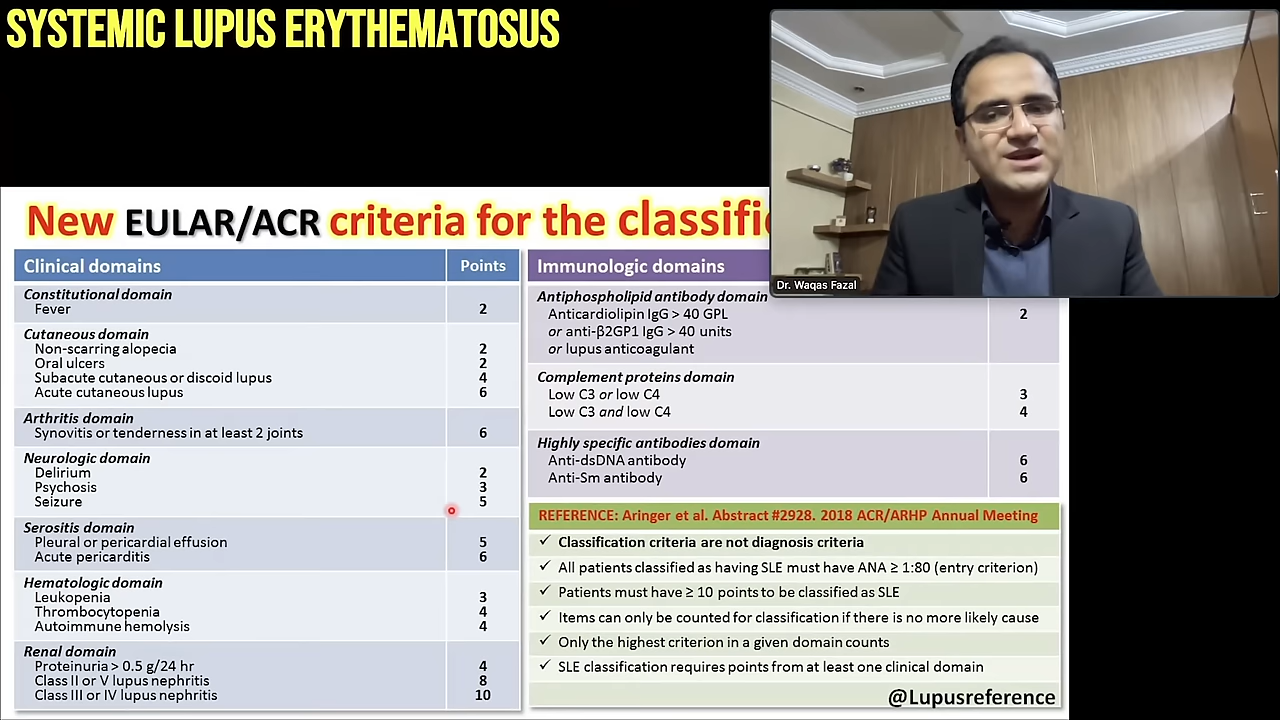 SYSTEMIC LUPUS ERYTHEMATOSUS
Dr. Waqas Fazal
New EULAR/ACR criteria for the classific
Clinical domains Points
Constitutional domain
Fever 2
Cutaneous domain
Non-scarring alopecia 2
Oral ulcers 2
Subacute cutaneous or discoid lupus 4
Acute cutaneous lupus 6
Arthritis domain
Synovitis or tenderness in at least 2 joints 6
Neurologic domain
Delirium 2
Psychosis 3
Seizure 5
Serositis domain
Pleural or pericardial effusion 5
Acute pericarditis 6
Hematologic domain
Leukopenia 3
Thrombocytopenia 4
Autoimmune hemolysis 4
Renal domain
Proteinuria > 0.5 g/24 hr 4
Class II or V lupus nephritis 8
Class III or IV lupus nephritis 10
Immunologic domains
Antiphospholipid antibody domain
Anticardiolipin IgG > 40 GPL 2
or anti-β2GP1 IgG > 40 units
or lupus anticoagulant
Complement proteins domain
Low C3 or low C4 3
Low C3 and low C4 4
Highly specific antibodies domain
Anti-dsDNA antibody 6
Anti-Sm antibody 6
REFERENCE: Aringer et al. Abstract #2928. 2018 ACR/ARHP Annual Meeting
✓ Classification criteria are not diagnosis criteria
✓ All patients classified as having SLE must have ANA ≥ 1:80 (entry criterion)
✓ Patients must have ≥ 10 points to be classified as SLE
✓ Items can only be counted for classification if there is no more likely cause
✓ Only the highest criterion in a given domain counts
✓ SLE classification requires points from at least one clinical domain
@Lupusreference